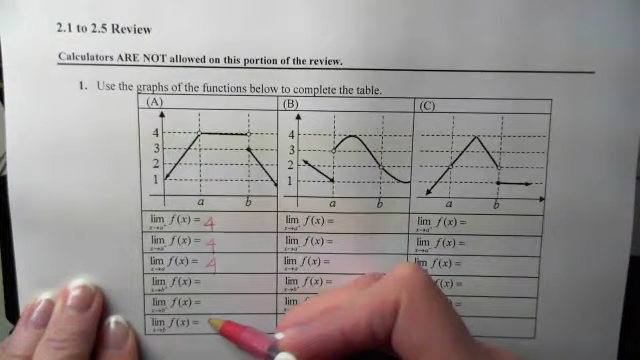 2.1 to 2.5 Review
Calculators ARE NOT allowed on this portion of the review.
1. Use the graphs of the functions below to complete the table.
(A) (B) (C)
4 4
3 3
2 2
1 1
a b a b a b
lim f(x) = 4 lim f(x) = lim f(x) =
lim f(x) = 4 lim f(x) = lim f(x) =
lim f(x) = 4 lim f(x) = lim f(x) =
lim f(x) = lim f(x) = f(x) =
lim f(x) = lim =
lim f(x) =